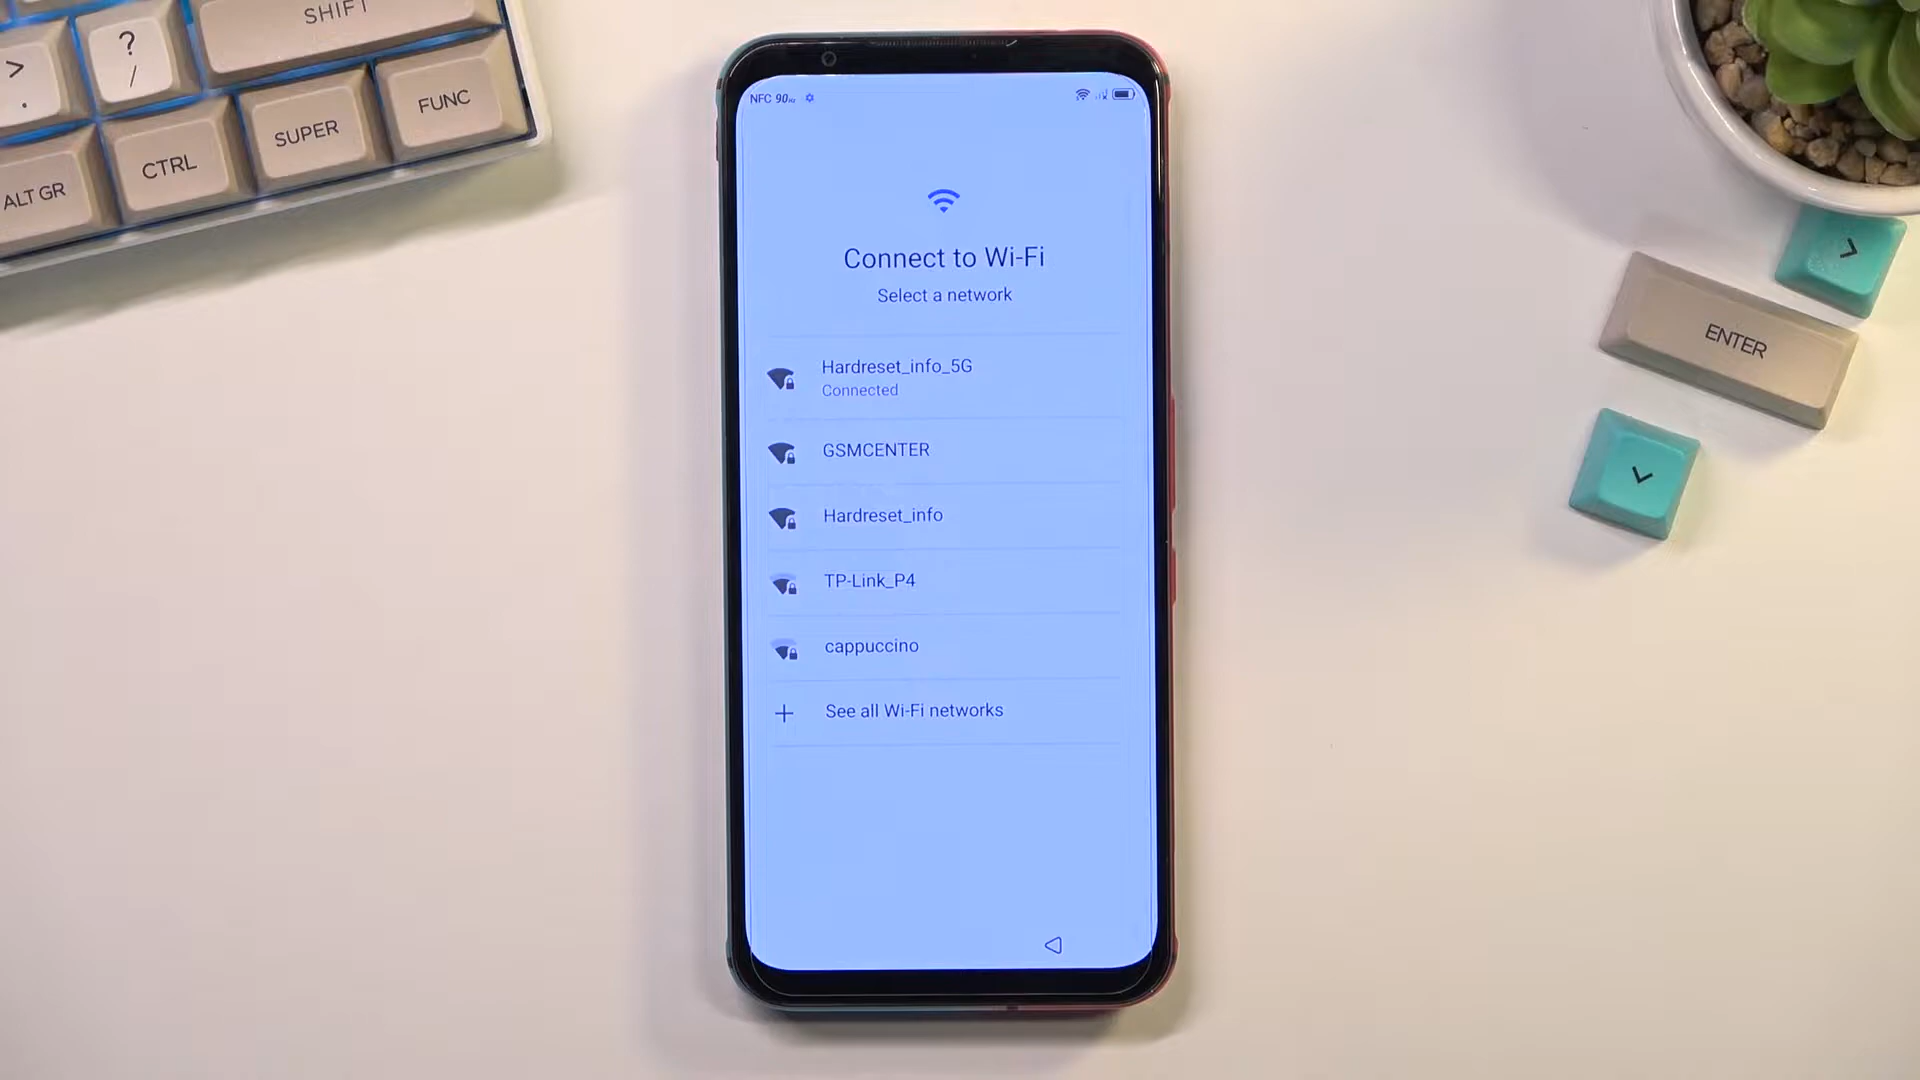 SHIFT
?
/
>
.
FUNC
SUPER
CTRL
ALT GR
NFC 90Hz
Connect to Wi-Fi
Select a network
Hardreset_info_5G
Connected
GSMCENTER
Hardreset_info
TP-Link_P4
cappuccino
See all Wi-Fi networks
ENTER